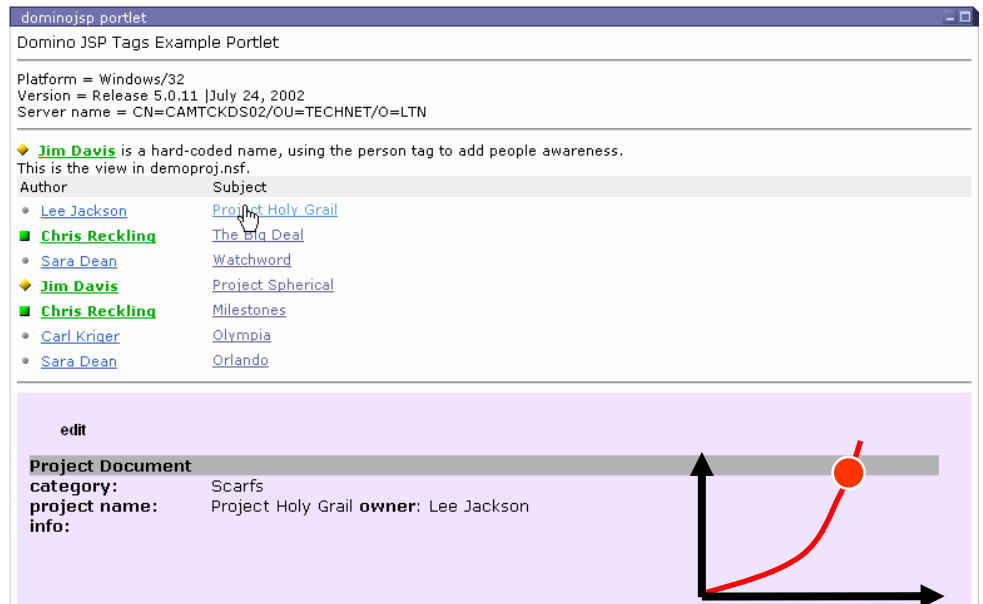 dominojsp portlet
Domino JSP Tags Example Portlet
Platform = Windows/32
Version = Release 5.0.11 |July 24, 2002
Server name = CN=CAMTCKDS02/OU=TECHNET/O=LTN
Jim Davis is a hard-coded name, using the person tag to add people awareness.
This is the view in demoproj.nsf.
Author Subject
Lee Jackson Project Holy Grail
Chris Reckling The Big Deal
Sara Dean Watchword
Jim Davis Project Spherical
Chris Reckling Milestones
Carl Kriger Olympia
Sara Dean Orlando
edit
Project Document
category: Scarfs
project name: Project Holy Grail owner: Lee Jackson
info: